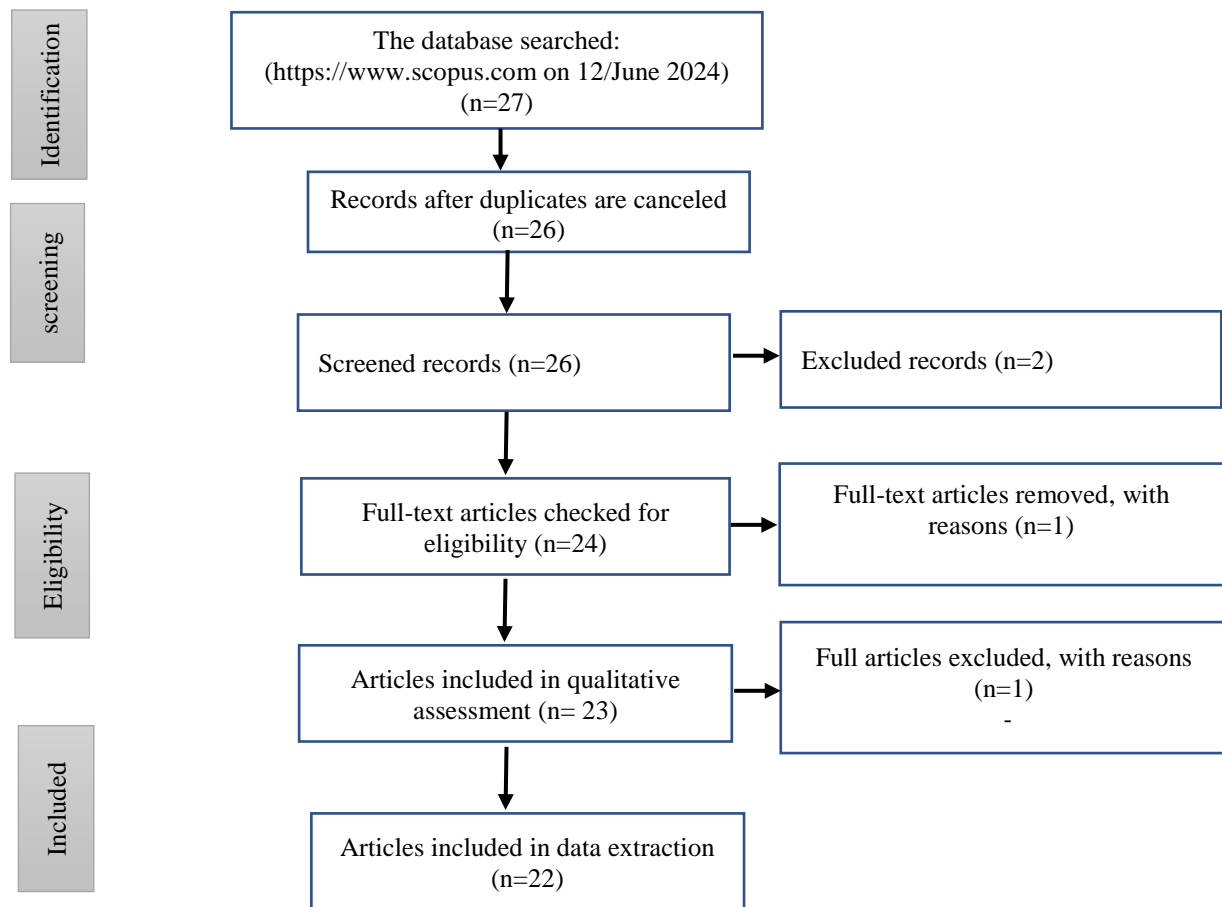 Identification
The database searched:
(https://www.scopus.com on 12/June 2024)
(n=27)
Records after duplicates are canceled
(n=26)
screening
Screened records (n=26)
Excluded records (n=2)
Eligibility
Full-text articles checked for
eligibility (n=24)
Full-text articles removed, with
reasons (n=1)
Articles included in qualitative
assessment (n= 23)
Full articles excluded, with reasons
(n=1)
-
Included
Articles included in data extraction
(n=22)